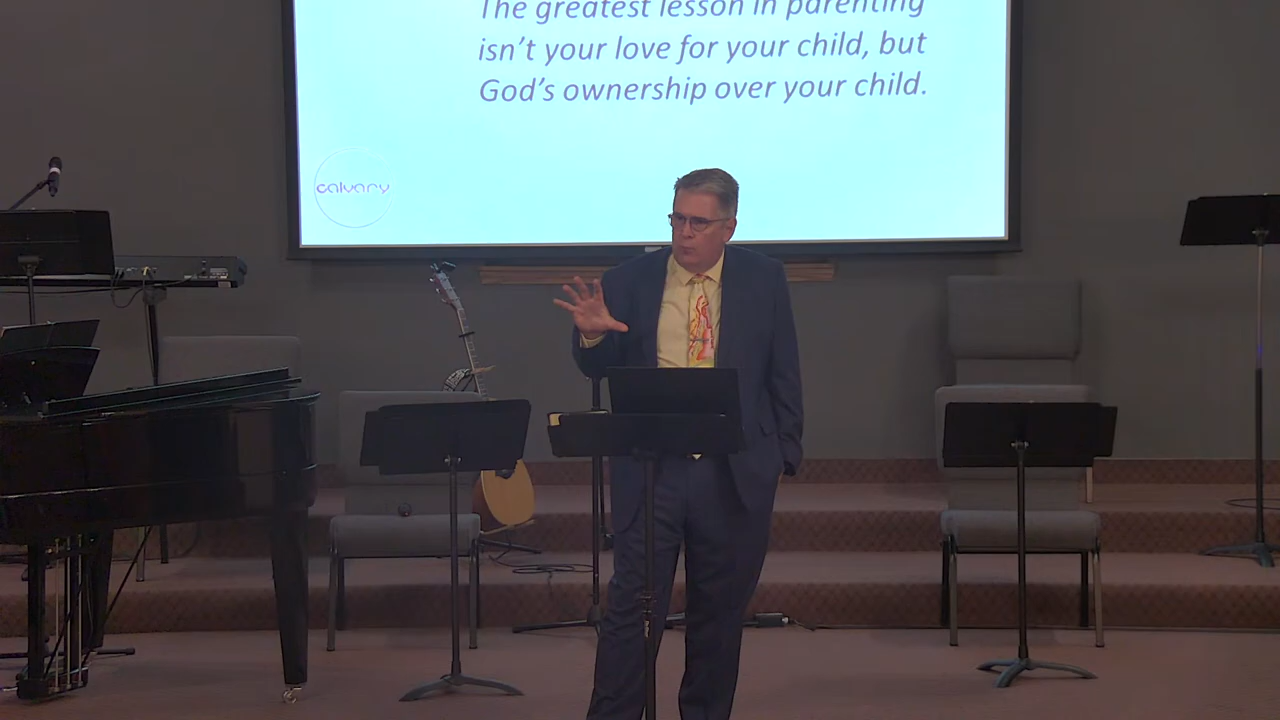 The greatest lesson in parenting
isn't your love for your child, but
God's ownership over your child.
calvary